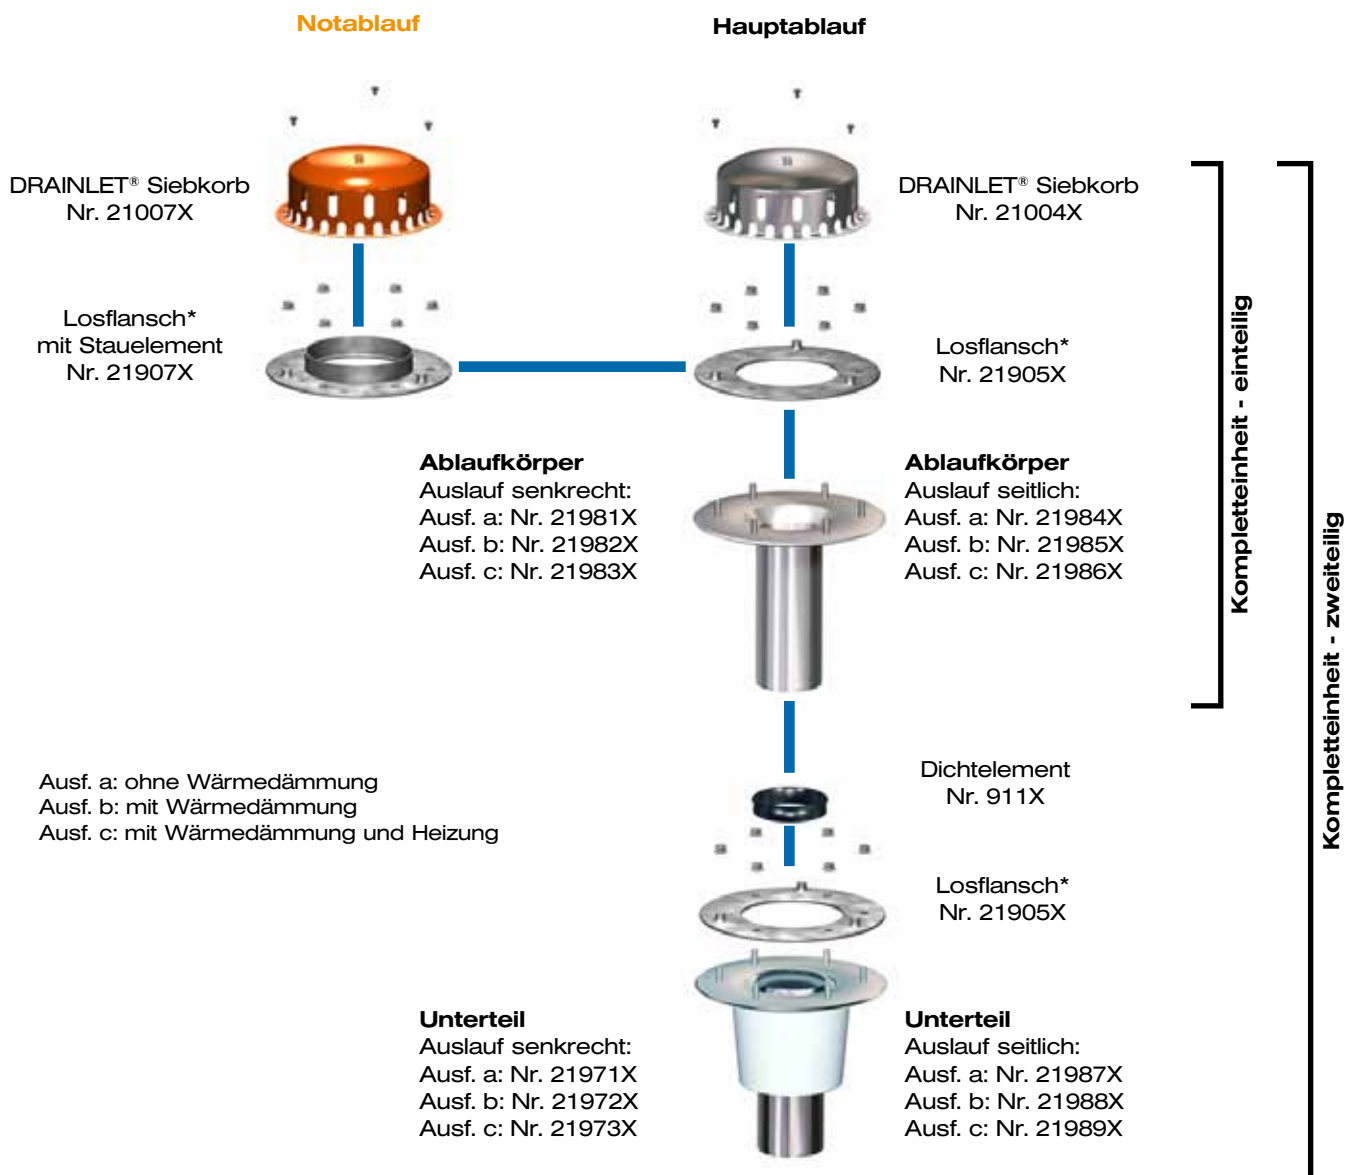 Notablauf
Hauptablauf
DRAINLET® Siebkorb
Nr. 21007X
DRAINLET® Siebkorb
Nr. 21004X
Losflansch*
mit Stauelement
Nr. 21907X
Losflansch*
Nr. 21905X
Ablaufkörper
Auslauf senkrecht:
Ausf. a: Nr. 21981X
Ausf. b: Nr. 21982X
Ausf. c: Nr. 21983X
Ablaufkörper
Auslauf seitlich:
Ausf. a: Nr. 21984X
Ausf. b: Nr. 21985X
Ausf. c: Nr. 21986X
Kompletteinheit - einteilig
Kompletteinheit - zweiteilig
Ausf. a: ohne Wärmedämmung
Ausf. b: mit Wärmedämmung
Ausf. c: mit Wärmedämmung und Heizung
Dichtelement
Nr. 911X
Losflansch*
Nr. 21905X
Unterteil
Auslauf senkrecht:
Ausf. a: Nr. 21971X
Ausf. b: Nr. 21972X
Ausf. c: Nr. 21973X
Unterteil
Auslauf seitlich:
Ausf. a: Nr. 21987X
Ausf. b: Nr. 21988X
Ausf. c: Nr. 21989X